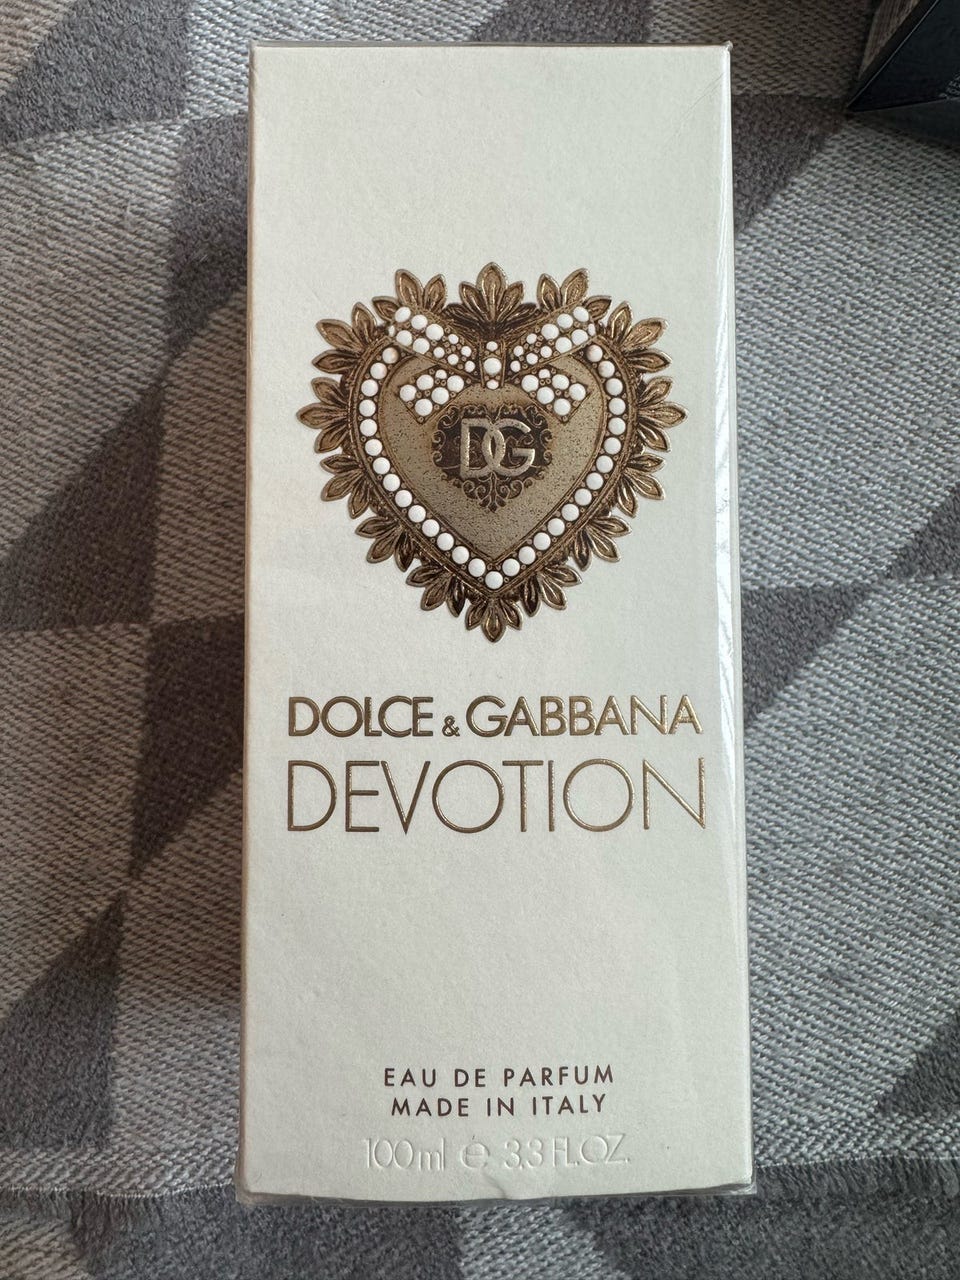 DG
DOLCE & GABBANA
DEVOTION
EAU DE PARFUM
MADE IN ITALY
100ml ℮ 3.3 FL.OZ.